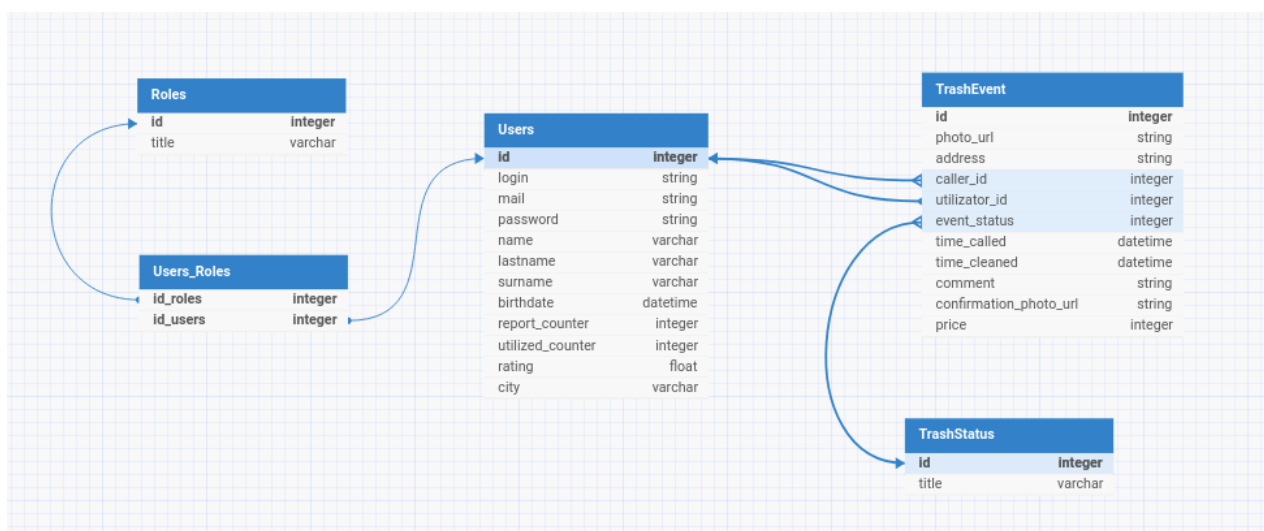 Roles
id integer
title varchar
Users_Roles
id_roles integer
id_users integer
Users
id integer
login string
mail string
password string
name varchar
lastname varchar
surname varchar
birthdate datetime
report_counter integer
utilized_counter integer
rating float
city varchar
TrashEvent
id integer
photo_url string
address string
caller_id integer
utilizator_id integer
event_status integer
time_called datetime
time_cleaned datetime
comment string
confirmation_photo_url string
price integer
TrashStatus
id integer
title varchar